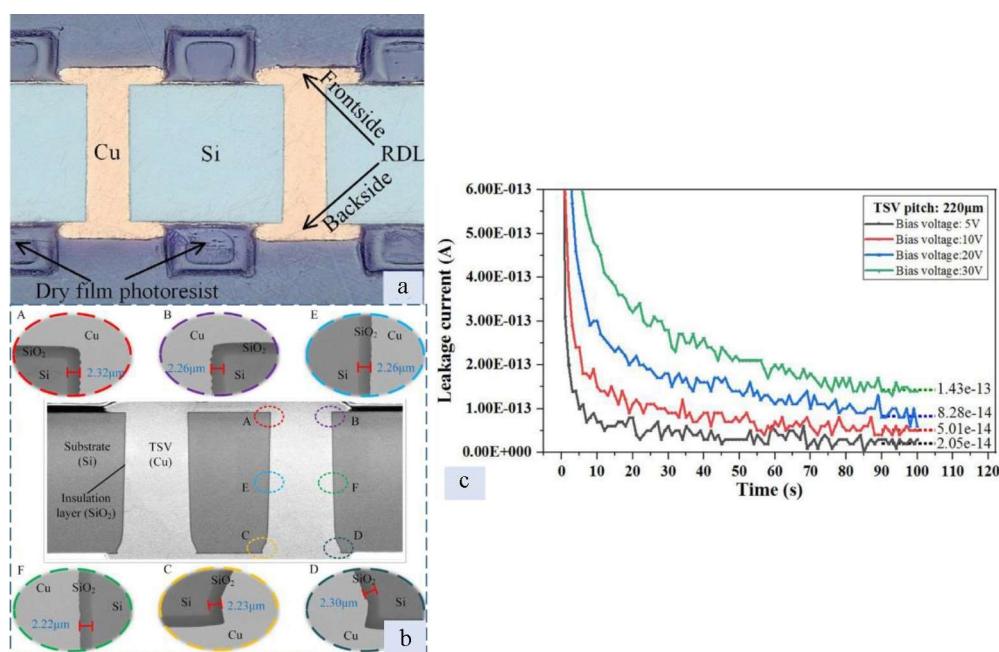 Frontside
Cu
Si
RDL
Backside
Dry film photoresist
a
A
Cu
SiO₂
2.32μm
Si
B
Cu
SiO₂
2.26μm
Si
E
SiO₂
Cu
Si
2.26μm
Substrate
(Si)
TSV
(Cu)
Insulation
layer (SiO₂)
A
B
E
F
C
D
F
Cu
SiO₂
Si
2.22μm
C
SiO₂
Si
2.23μm
Cu
D
SiO₂
2.30μm
Si
Cu
b
6.00E-013
5.00E-013
4.00E-013
3.00E-013
2.00E-013
1.00E-013
0.00E+000
Leakage current (A)
TSV pitch: 220μm
Bias voltage: 5V
Bias voltage:10V
Bias voltage:20V
Bias voltage:30V
1.43e-13
8.28e-14
5.01e-14
2.05e-14
0 10 20 30 40 50 60 70 80 90 100 110 120
Time (s)
c